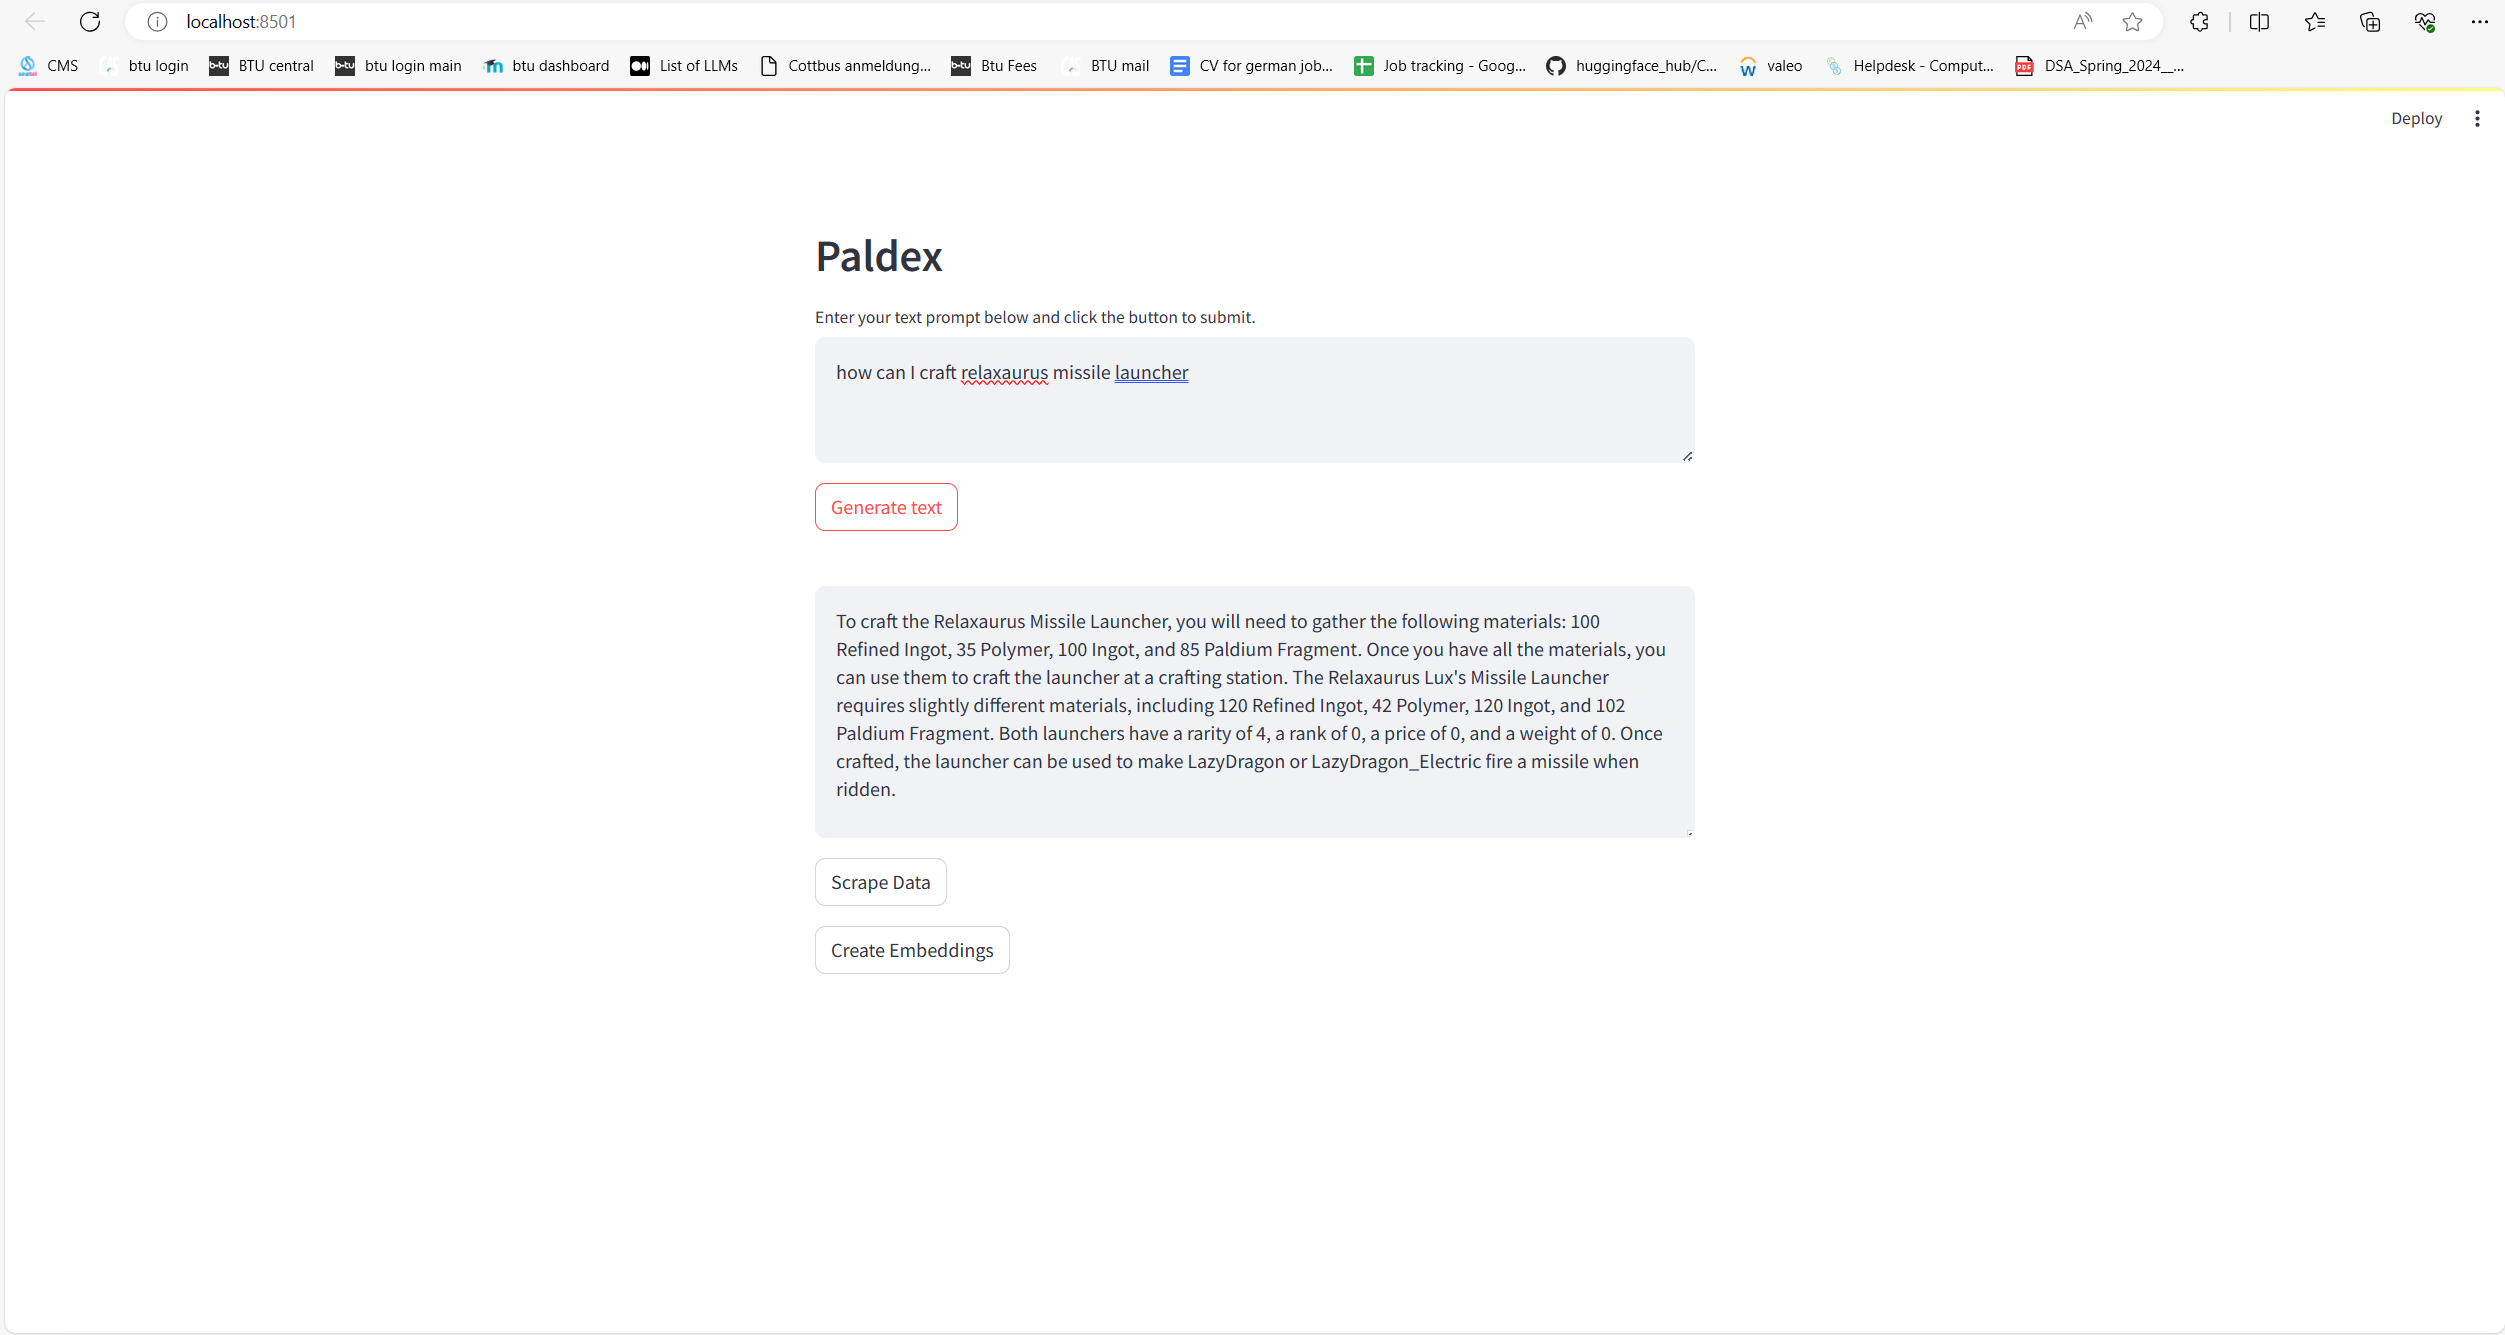 localhost:8501
CMS btu login BTU central btu login main btu dashboard List of LLMs Cottbus anmeldung... Btu Fees BTU mail CV for german job... Job tracking - Goog... huggingface_hub/C... valeo Helpdesk - Comput... DSA_Spring_2024__...
Deploy
Paldex
Enter your text prompt below and click the button to submit.
how can I craft relaxaurus missile launcher
Generate text
To craft the Relaxaurus Missile Launcher, you will need to gather the following materials: 100
Refined Ingot, 35 Polymer, 100 Ingot, and 85 Paldium Fragment. Once you have all the materials, you
can use them to craft the launcher at a crafting station. The Relaxaurus Lux's Missile Launcher
requires slightly different materials, including 120 Refined Ingot, 42 Polymer, 120 Ingot, and 102
Paldium Fragment. Both launchers have a rarity of 4, a rank of 0, a price of 0, and a weight of 0. Once
crafted, the launcher can be used to make LazyDragon or LazyDragon_Electric fire a missile when
ridden.
Scrape Data
Create Embeddings